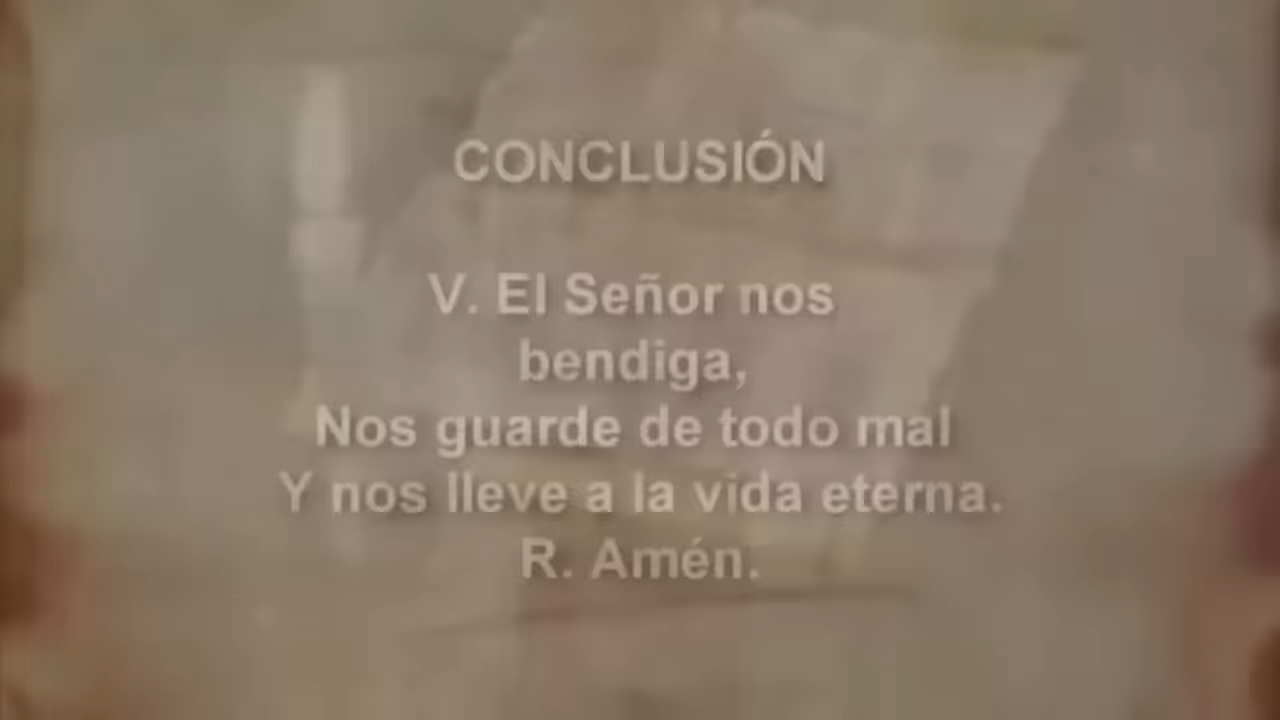 CONCLUSIÓN
V. El Señor nos
bendiga,
Nos guarde de todo mal
Y nos lleve a la vida eterna.
R. Amén.